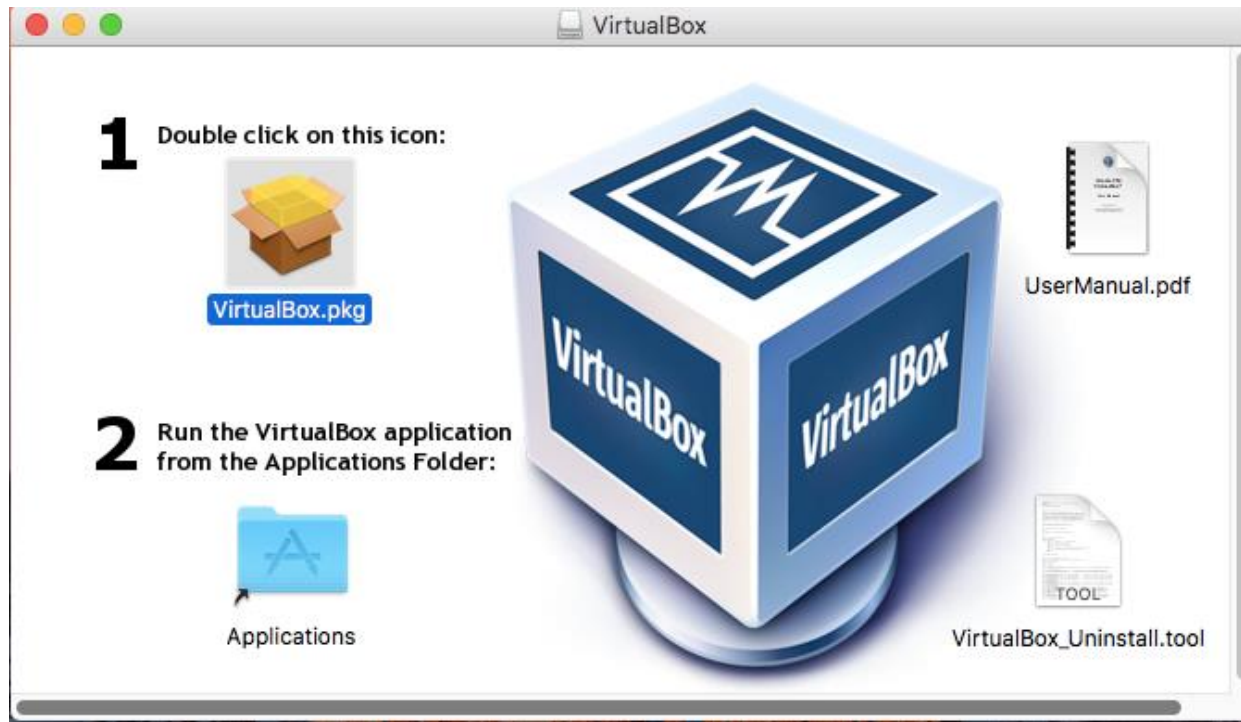 VirtualBox
1
Double click on this icon:
VirtualBox.pkg
2
Run the VirtualBox application
from the Applications Folder:
Applications
VirtualBox
VirtualBox
UserManual.pdf
TOOL
VirtualBox_Uninstall.tool